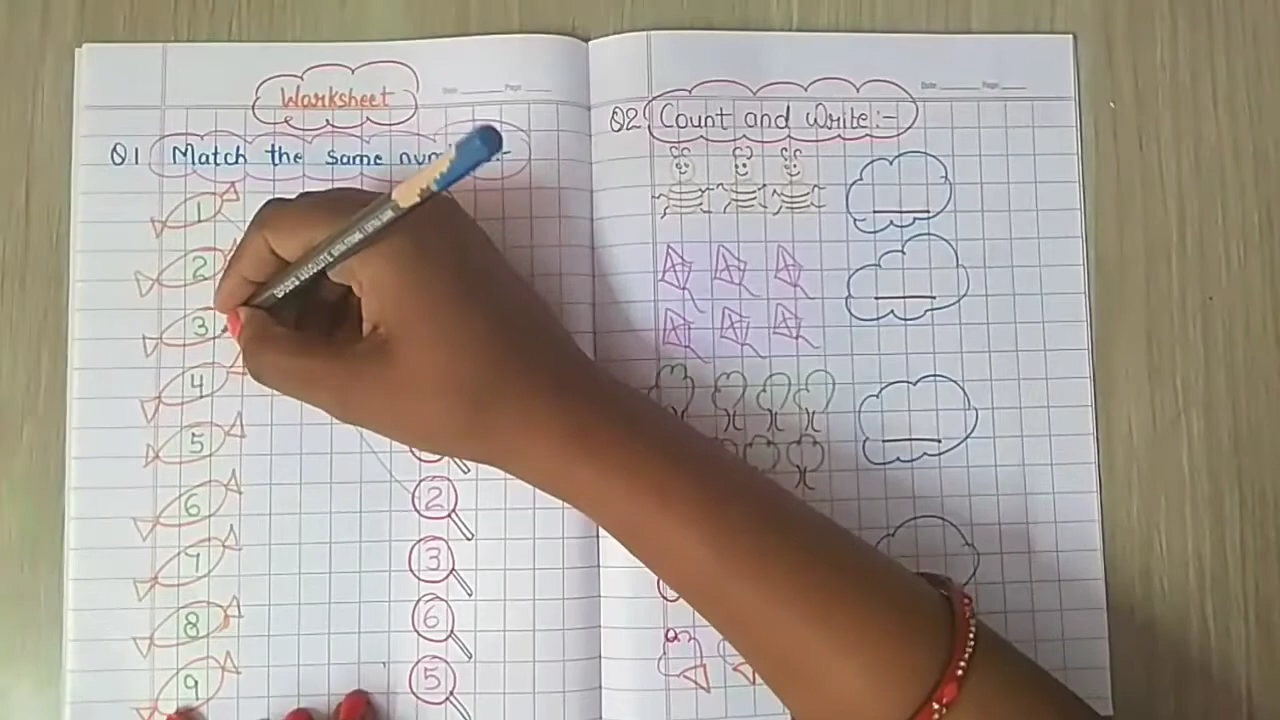 Worksheet
Date Page
Q1 Match the same
1
2
3
4
5
6
7
8
9
2
3
6
5
Date Page
Q2 Count and Write:-